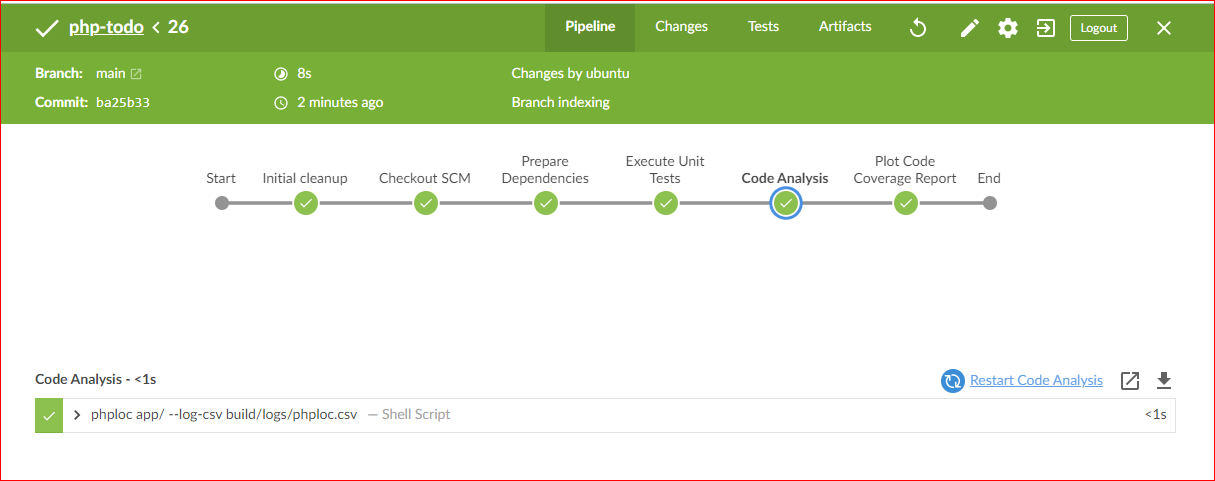 php-todo < 26
Pipeline
Changes
Tests
Artifacts
Logout
Branch: main
8s
Changes by ubuntu
Commit: ba25b33
2 minutes ago
Branch indexing
Start
Initial cleanup
Checkout SCM
Prepare
Dependencies
Execute Unit
Tests
Code Analysis
Plot Code
Coverage Report
End
Code Analysis - <1s
Restart Code Analysis
phploc app/ --log-csv build/logs/phploc.csv — Shell Script
<1s